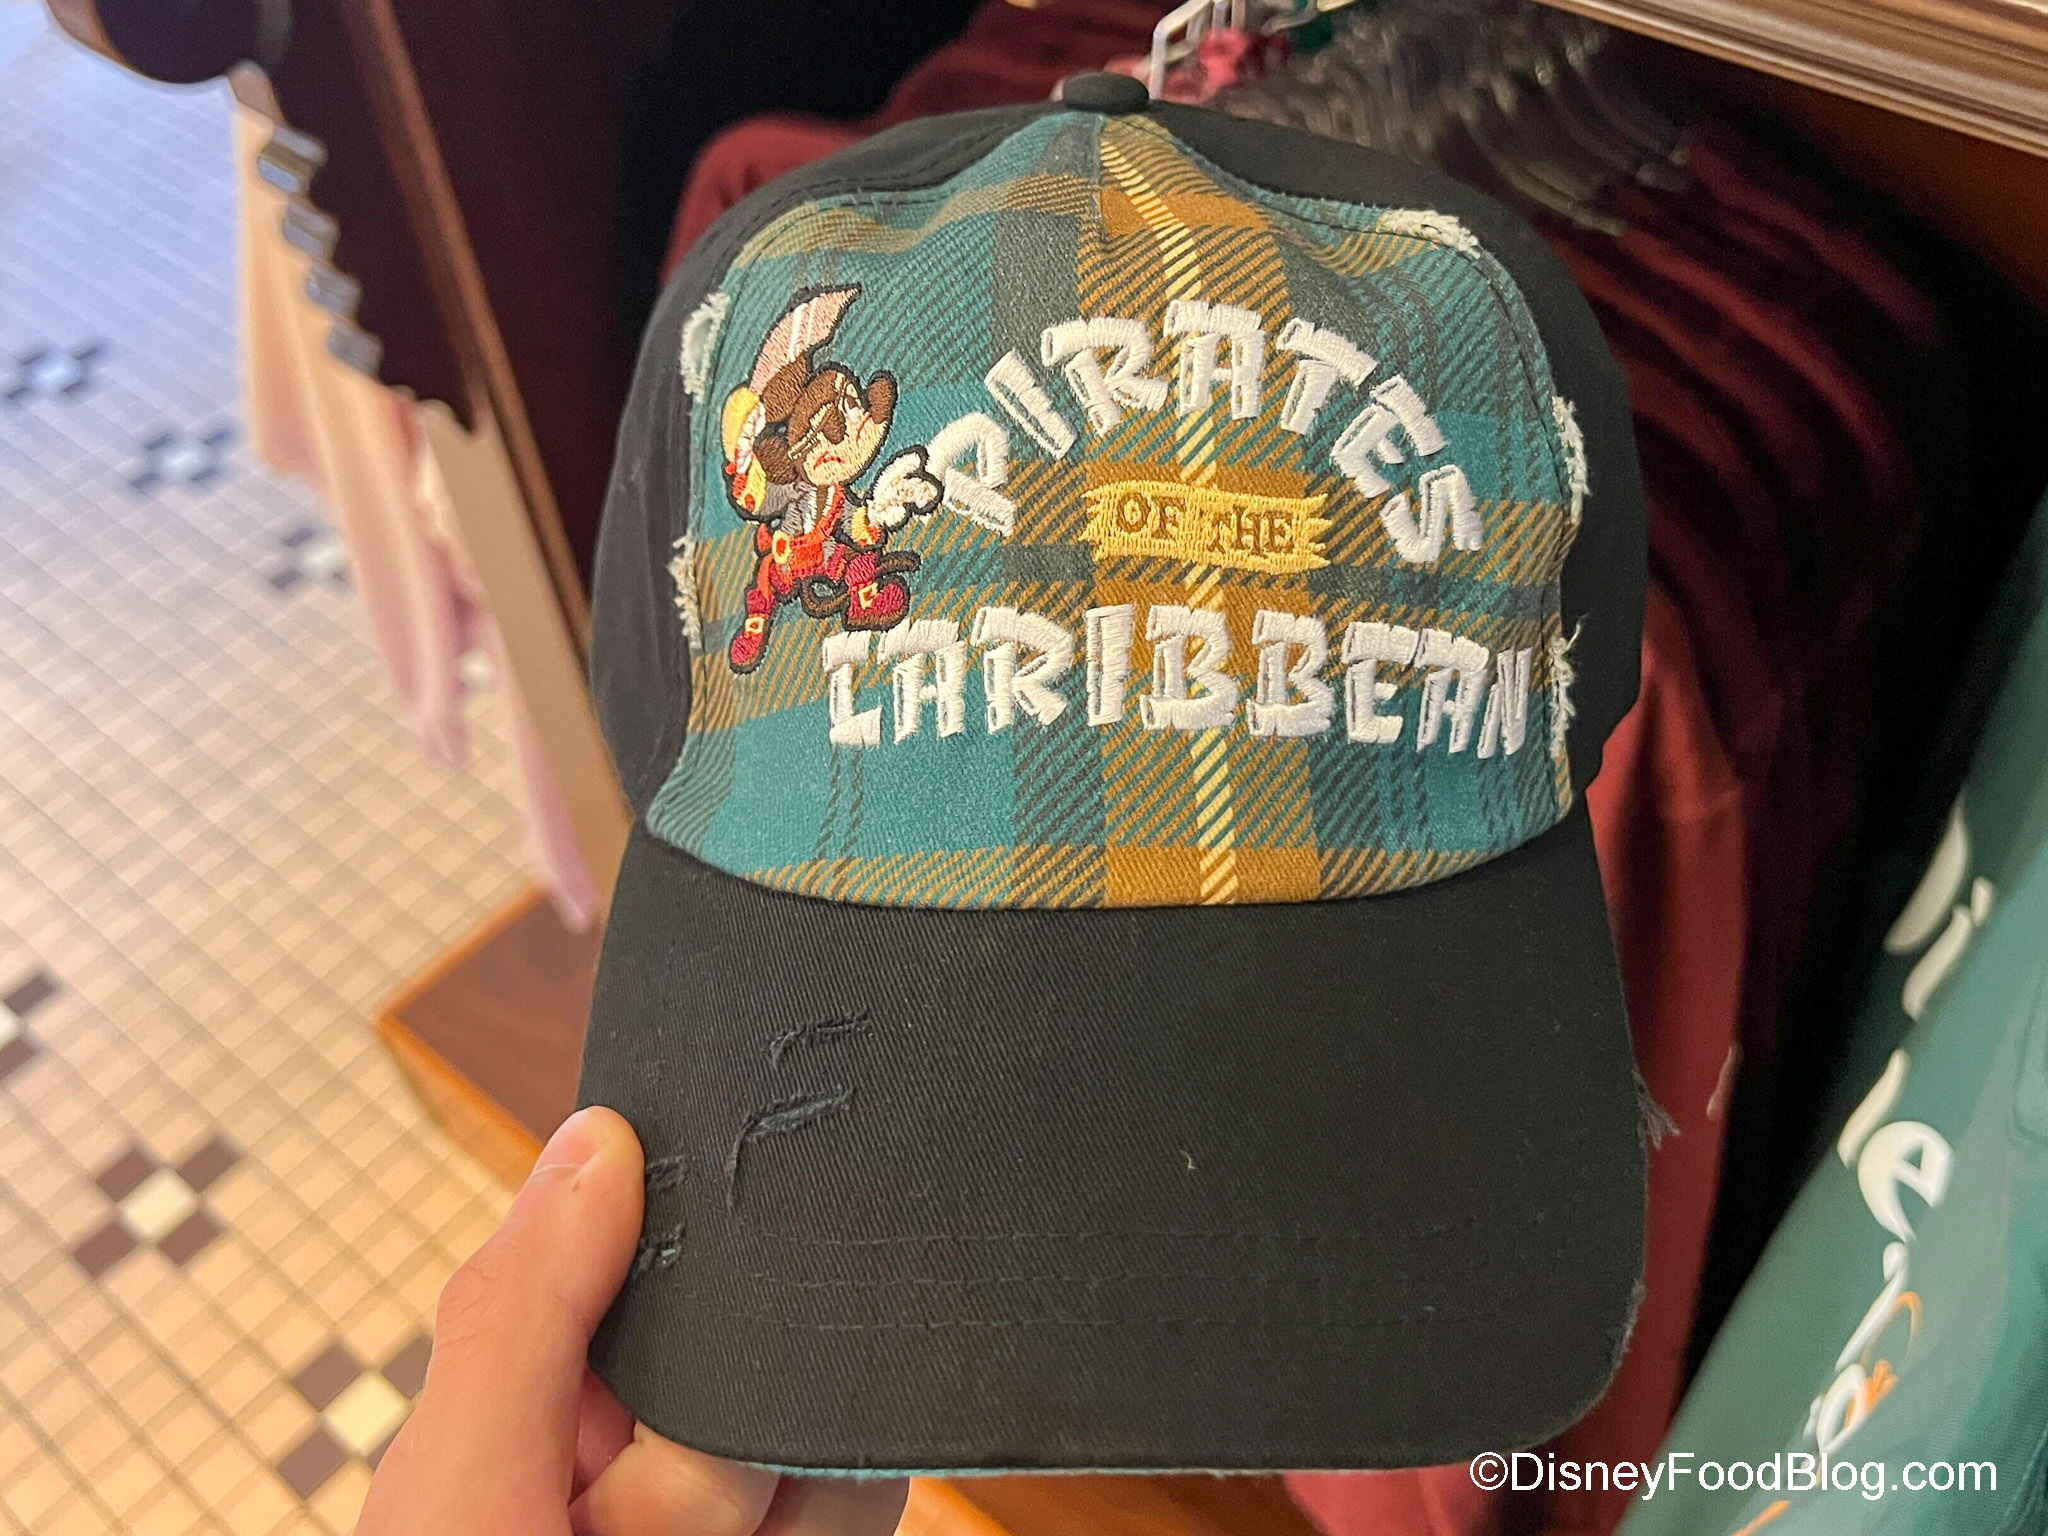 PIRATES
OF THE
CARIBBEAN
©DisneyFoodBlog.com